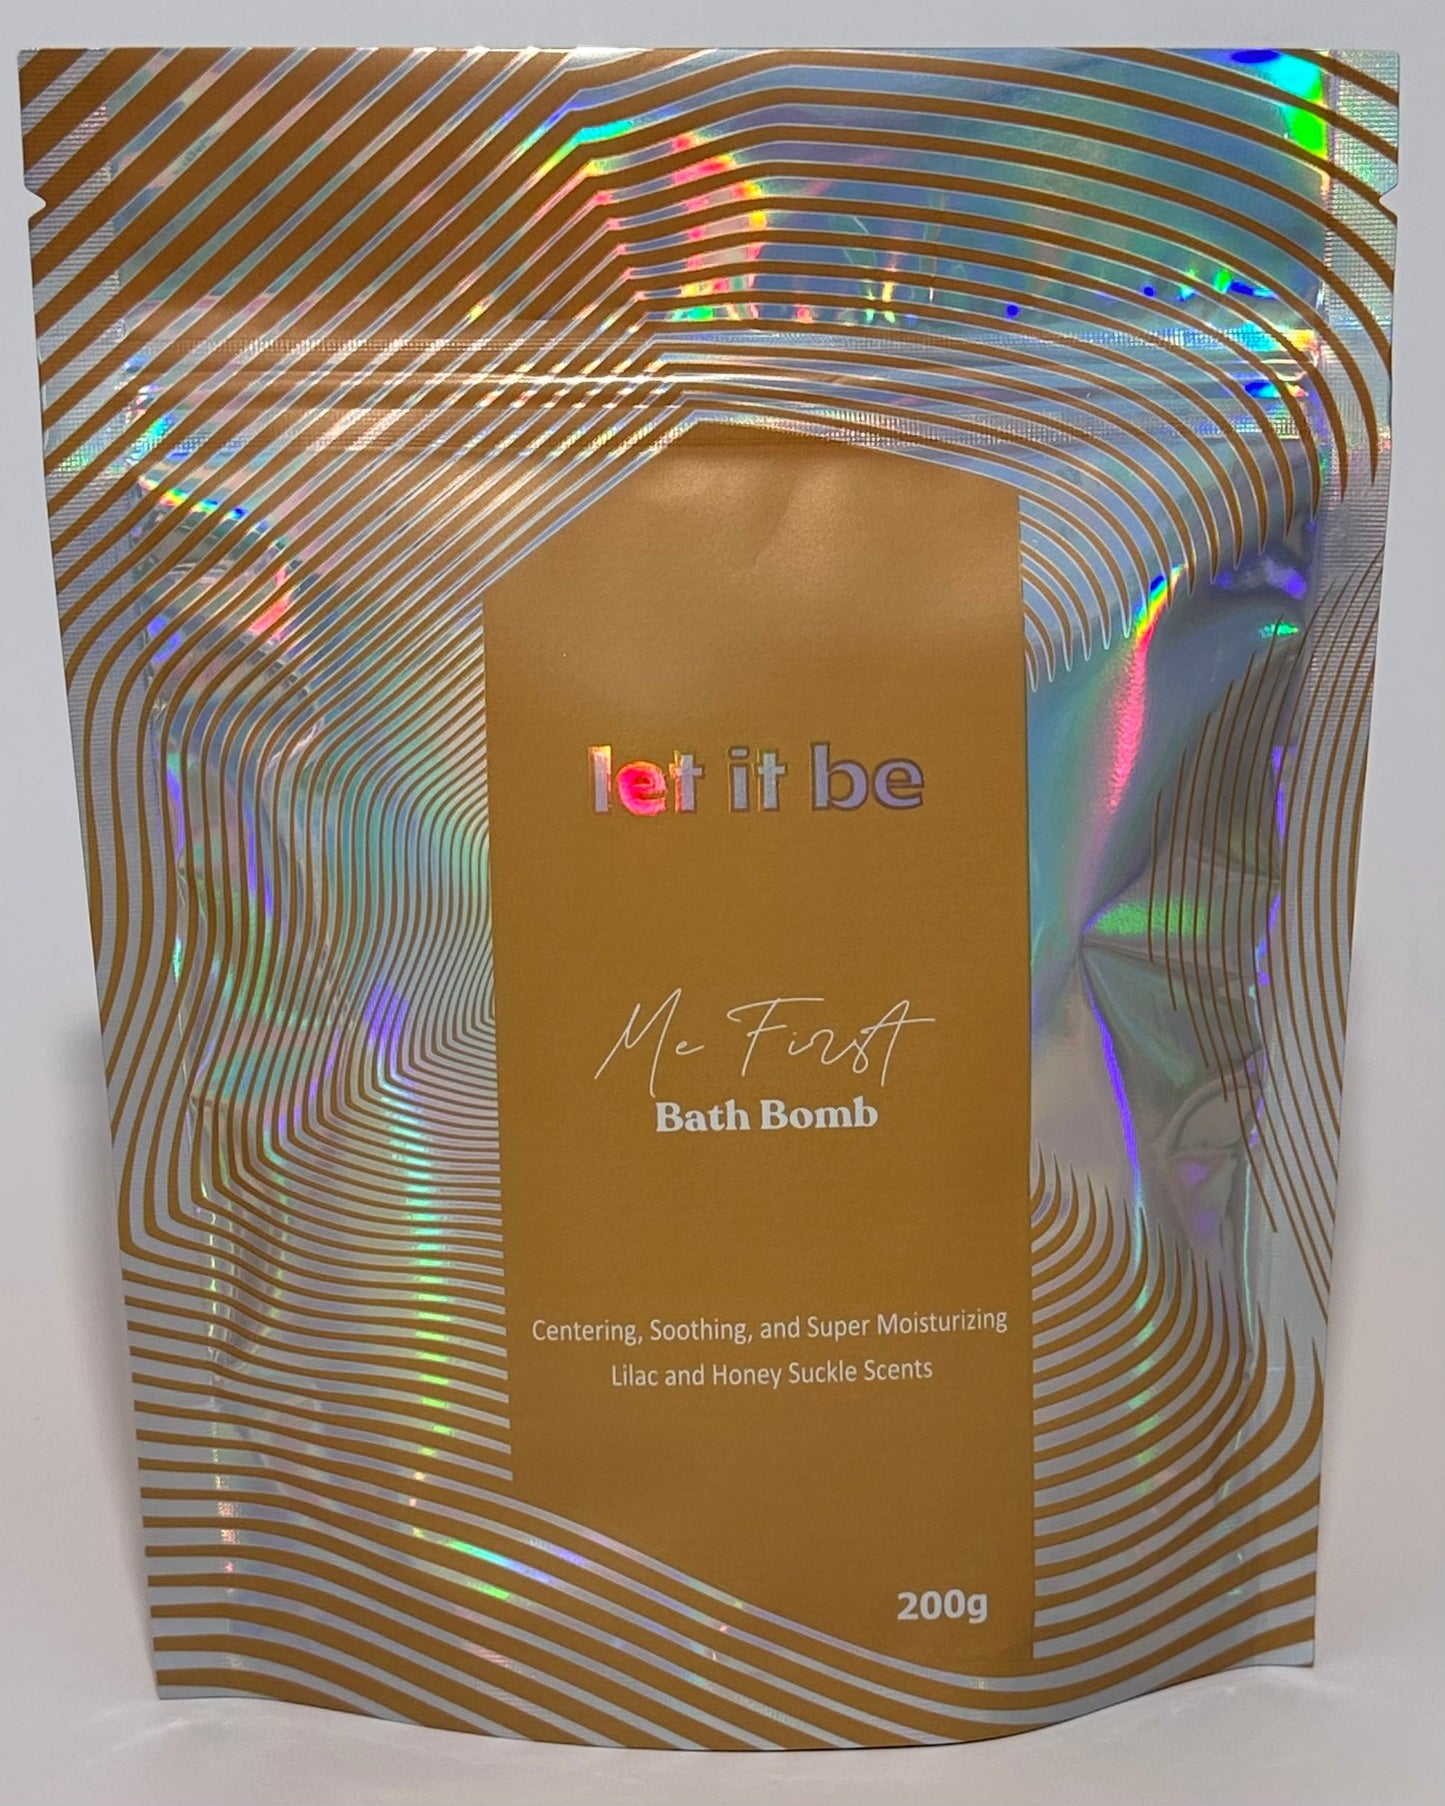 let it be
Me First
Bath Bomb
Centering, Soothing, and Super Moisturizing
Lilac and Honey Suckle Scents
200g